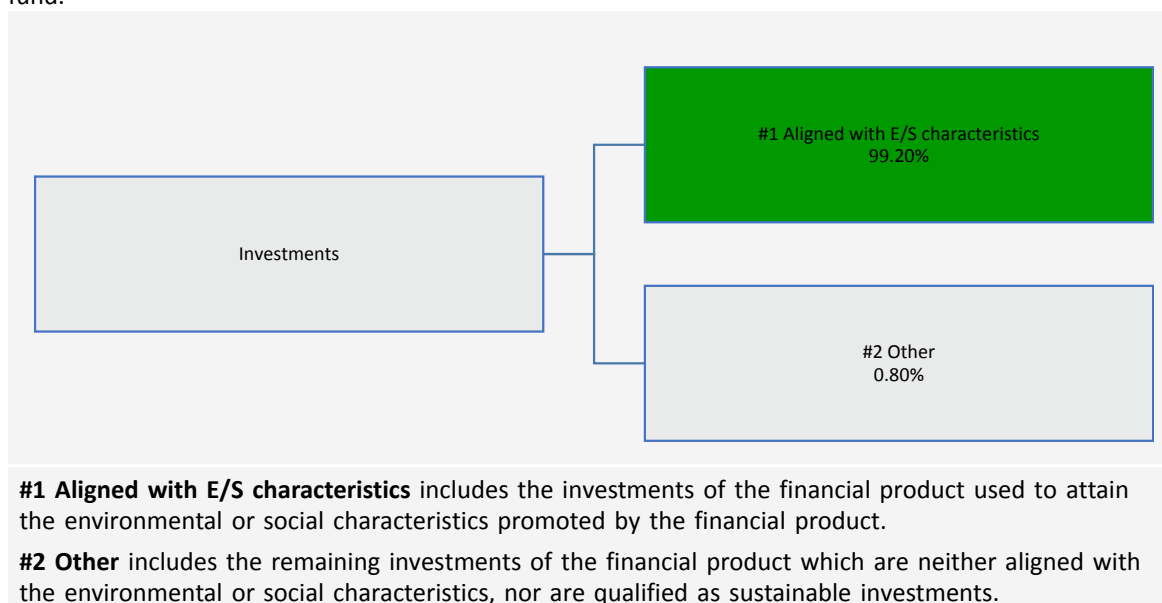 fund.
#1 Aligned with E/S characteristics
99.20%
Investments
#2 Other
0.80%
#1 Aligned with E/S characteristics includes the investments of the financial product used to attain
the environmental or social characteristics promoted by the financial product.
#2 Other includes the remaining investments of the financial product which are neither aligned with
the environmental or social characteristics, nor are qualified as sustainable investments.